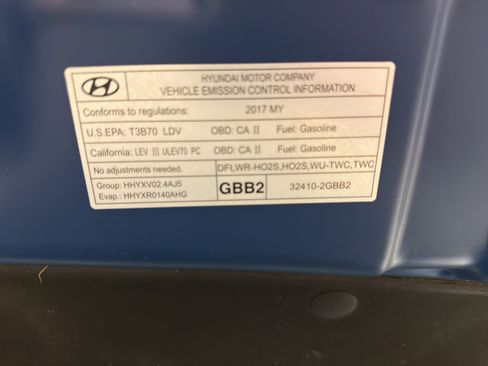 HYUNDAI MOTOR COMPANY
VEHICLE EMISSION CONTROL INFORMATION
Conforms to regulations: 2017 MY
U.S.EPA: T3B70 LDV OBD: CA II Fuel: Gasoline
California: LEV III ULEV70 PC OBD: CA II Fuel: Gasoline
No adjustments needed. DFI,WR-HO2S,HO2S,WU-TWC,TWC
Group: HHYXV02.4AJ5
Evap.: HHYXR0140AHG
GBB2 32410-2GBB2